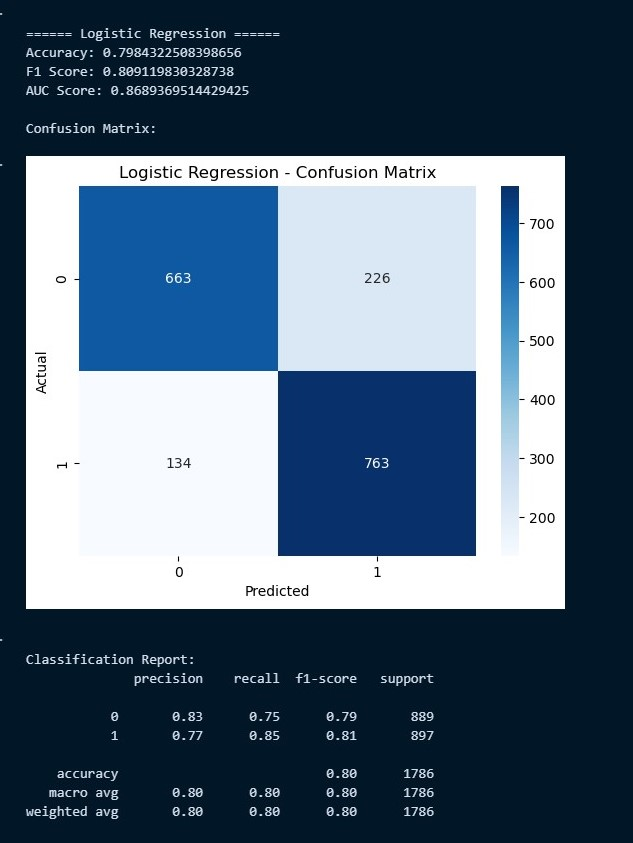 ====== Logistic Regression ======
Accuracy: 0.7984322508398656
F1 Score: 0.809119830328738
AUC Score: 0.8689369514429425
Confusion Matrix:
Logistic Regression - Confusion Matrix
0 663 226
1 134 763
0 1
Predicted
Actual
700
600
500
400
300
200
Classification Report:
precision recall f1-score support
0 0.83 0.75 0.79 889
1 0.77 0.85 0.81 897
accuracy 0.80 1786
macro avg 0.80 0.80 0.80 1786
weighted avg 0.80 0.80 0.80 1786